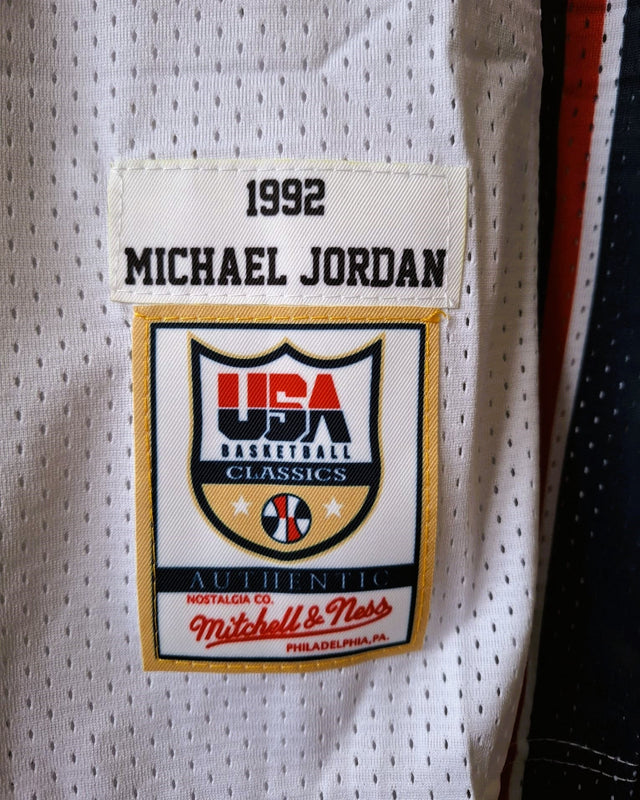 1992
MICHAEL JORDAN
USA
BASKETBALL
CLASSICS
AUTHENTIC
NOSTALGIA CO.
Mitchell & Ness
PHILADELPHIA, PA.